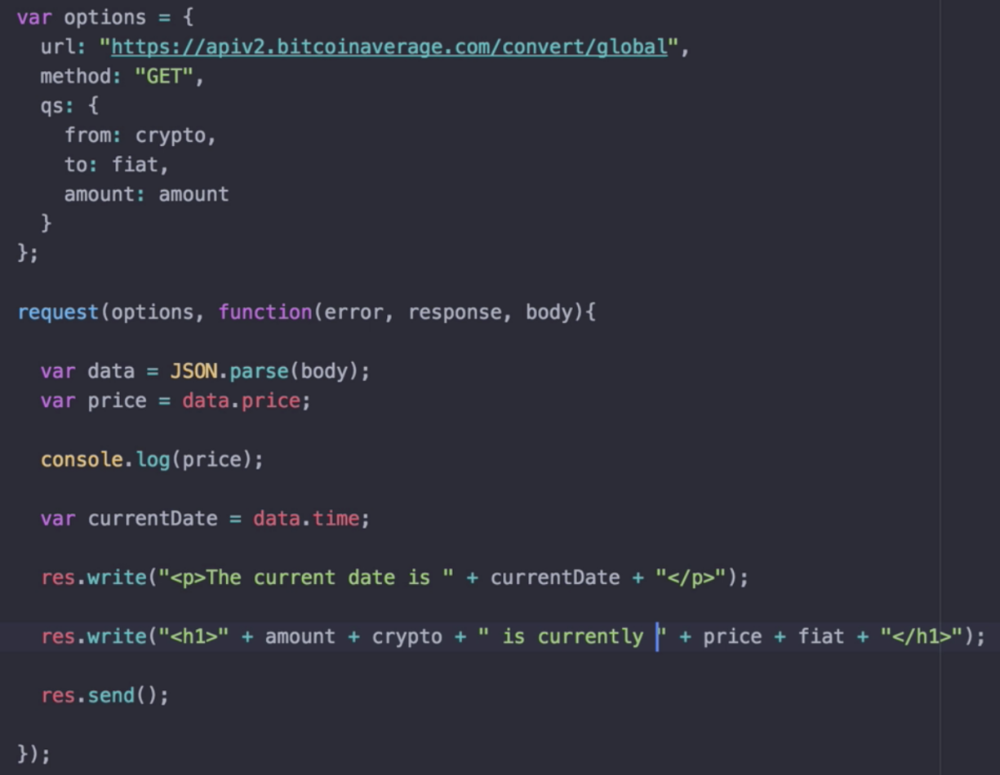 var options = {
  url: "https://apiv2.bitcoinaverage.com/convert/global",
  method: "GET",
  qs: {
    from: crypto,
    to: fiat,
    amount: amount
  }
};
request(options, function(error, response, body){
  var data = JSON.parse(body);
  var price = data.price;
  console.log(price);
  var currentDate = data.time;
  res.write("<p>The current date is " + currentDate + "</p>");
  res.write("<h1>" + amount + crypto + " is currently " + price + fiat + "</h1>");
  res.send();
});